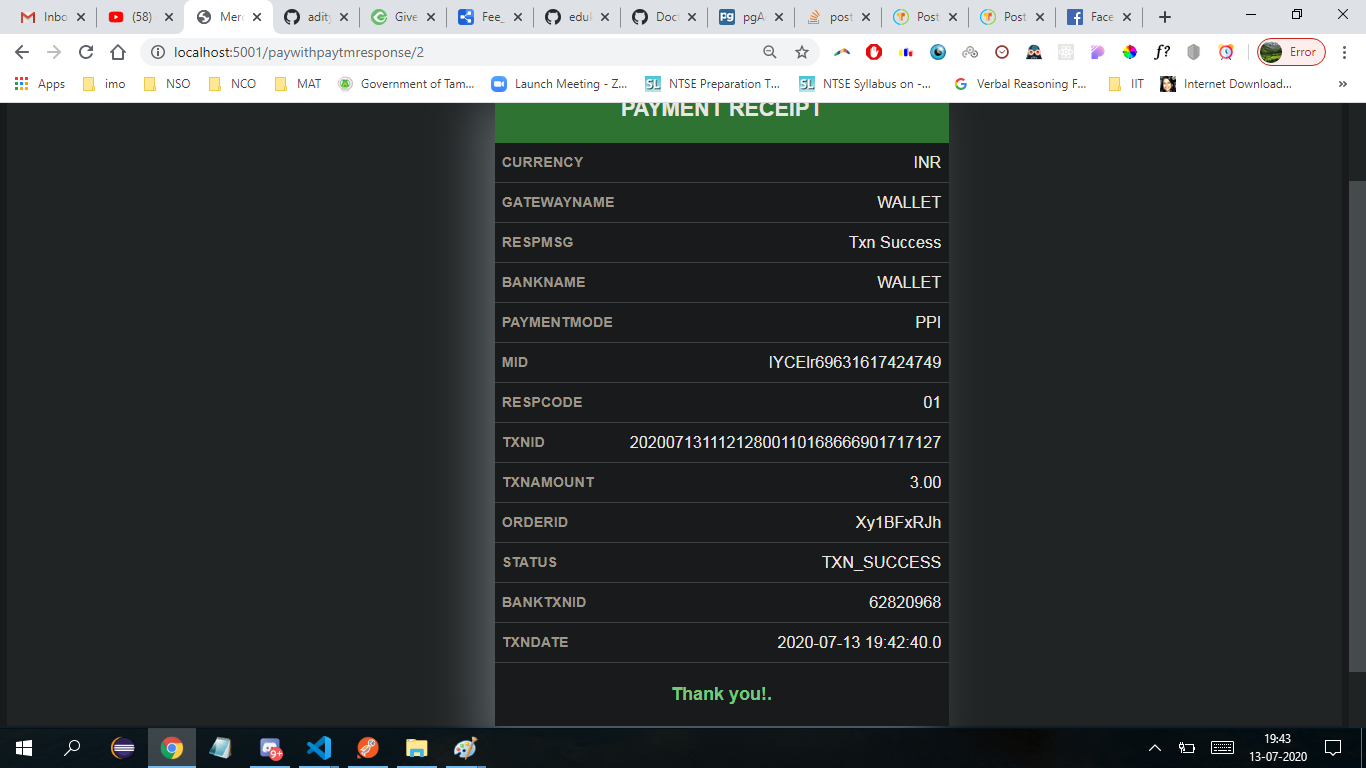 Inbo
(58)
Merc
adity
Give
Fee_
edul
Doct
pgA
post
Post
Post
Face
localhost:5001/paywithpaytmresponse/2
f?
Error
Apps
imo
NSO
NCO
MAT
Government of Tam...
Launch Meeting - Z...
SL NTSE Preparation T...
SL NTSE Syllabus on -...
Verbal Reasoning F...
IIT
Internet Download...
»
PAYMENT RECEIPT
CURRENCY INR
GATEWAYNAME WALLET
RESPMSG Txn Success
BANKNAME WALLET
PAYMENTMODE PPI
RESPCODE 01
TXNID 20200713111212800110168666901717127
TXNAMOUNT 3.00
ORDERID Xy1BFxRJh
STATUS TXN_SUCCESS
BANKTXNID 62820968
TXNDATE 2020-07-13 19:42:40.0
Thank you!.
9+
19:43
13-07-2020